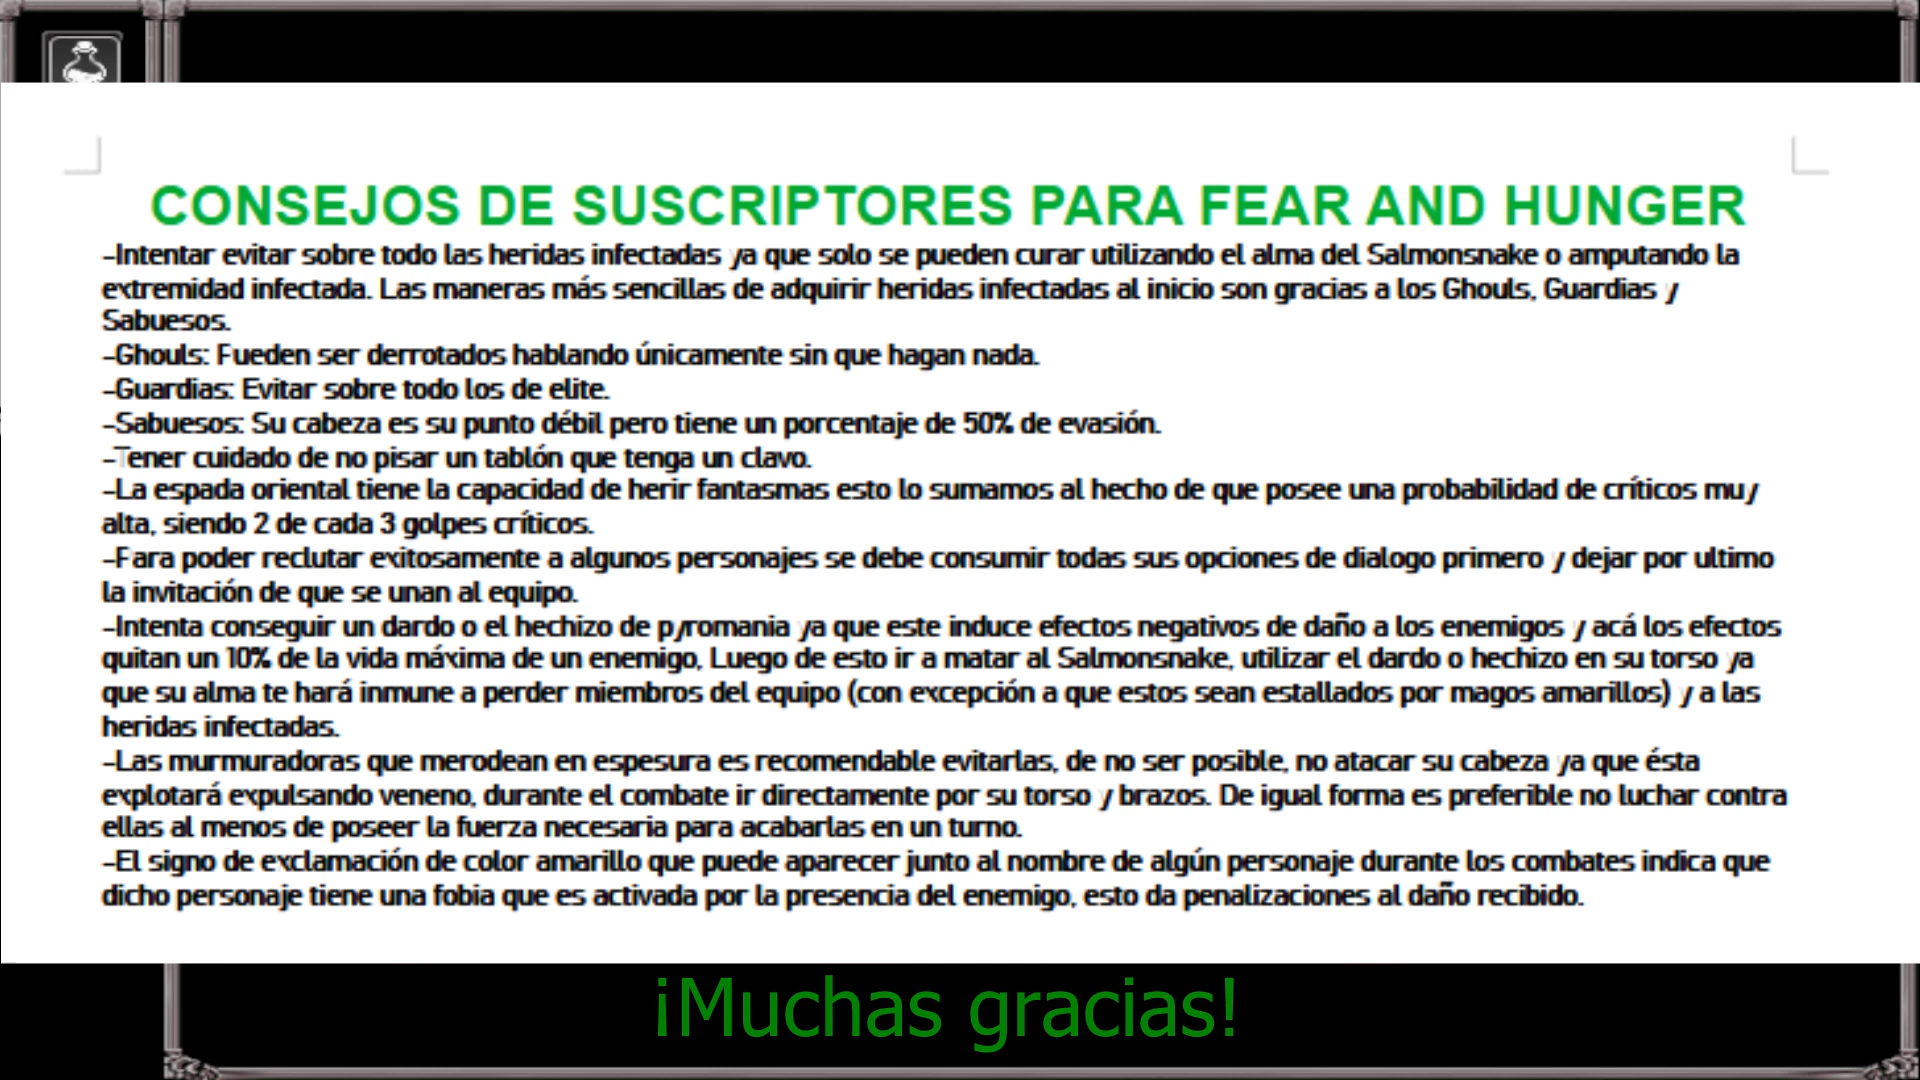 CONSEJOS DE SUSCRIPTORES PARA FEAR AND HUNGER
-Intentar evitar sobre todo las heridas infectadas ya que solo se pueden curar utilizando el alma del Salmonsnake o amputando la
extremidad infectada. Las maneras más sencillas de adquirir heridas infectadas al inicio son gracias a los Ghouls, Guardias y
Sabuesos.
-Ghouls: Pueden ser derrotados hablando únicamente sin que hagan nada.
-Guardias: Evitar sobre todo los de elite.
-Sabuesos: Su cabeza es su punto débil pero tiene un porcentaje de 50% de evasión.
-Tener cuidado de no pisar un tablón que tenga un clavo.
-La espada oriental tiene la capacidad de herir fantasmas esto lo sumamos al hecho de que posee una probabilidad de críticos muy
alta, siendo 2 de cada 3 golpes críticos.
-Para poder reclutar exitosamente a algunos personajes se debe consumir todas sus opciones de dialogo primero y dejar por ultimo
la invitación de que se unan al equipo.
-Intenta conseguir un dardo o el hechizo de pyromania ya que este induce efectos negativos de daño a los enemigos y acá los efectos
quitan un 10% de la vida máxima de un enemigo, Luego de esto ir a matar al Salmonsnake, utilizar el dardo o hechizo en su torso ya
que su alma te hará inmune a perder miembros del equipo (con excepción a que estos sean estallados por magos amarillos) y a las
heridas infectadas.
-Las murmuradoras que merodean en espesura es recomendable evitarlas, de no ser posible, no atacar su cabeza ya que ésta
explotará expulsando veneno, durante el combate ir directamente por su torso y brazos. De igual forma es preferible no luchar contra
ellas al menos de poseer la fuerza necesaria para acabarlas en un turno.
-El signo de exclamación de color amarillo que puede aparecer junto al nombre de algún personaje durante los combates indica que
dicho personaje tiene una fobia que es activada por la presencia del enemigo, esto da penalizaciones al daño recibido.
¡Muchas gracias!